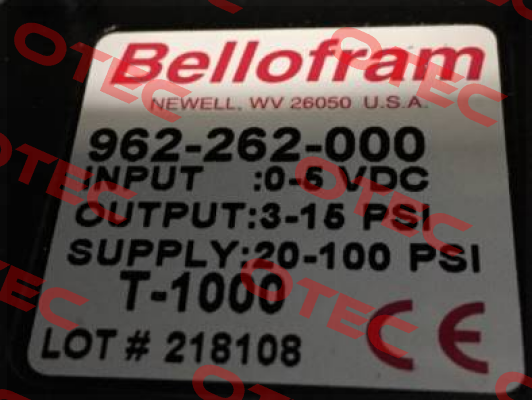 Bellofram
NEWELL, WV 26050 U.S.A.
962-262-000
INPUT :0-5 VDC
OUTPUT:3-15 PSI
SUPPLY:20-100 PSI
T-1000
LOT # 218108
CE
OTEC